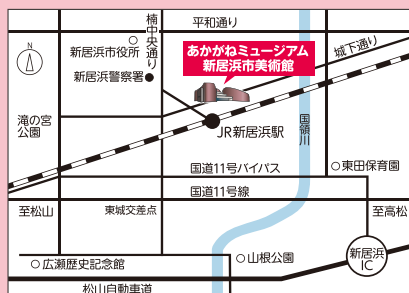 平和通り
楠中央通り
N
新居浜市役所
新居浜警察署
あかがねミュージアム
新居浜市美術館
城下通り
滝の宮
公園
JR新居浜駅
国領川
国道11号バイパス
東田保育園
国道11号線
至松山
東城交差点
至高松
広瀬歴史記念館
山根公園
新居浜
IC
松山自動車道